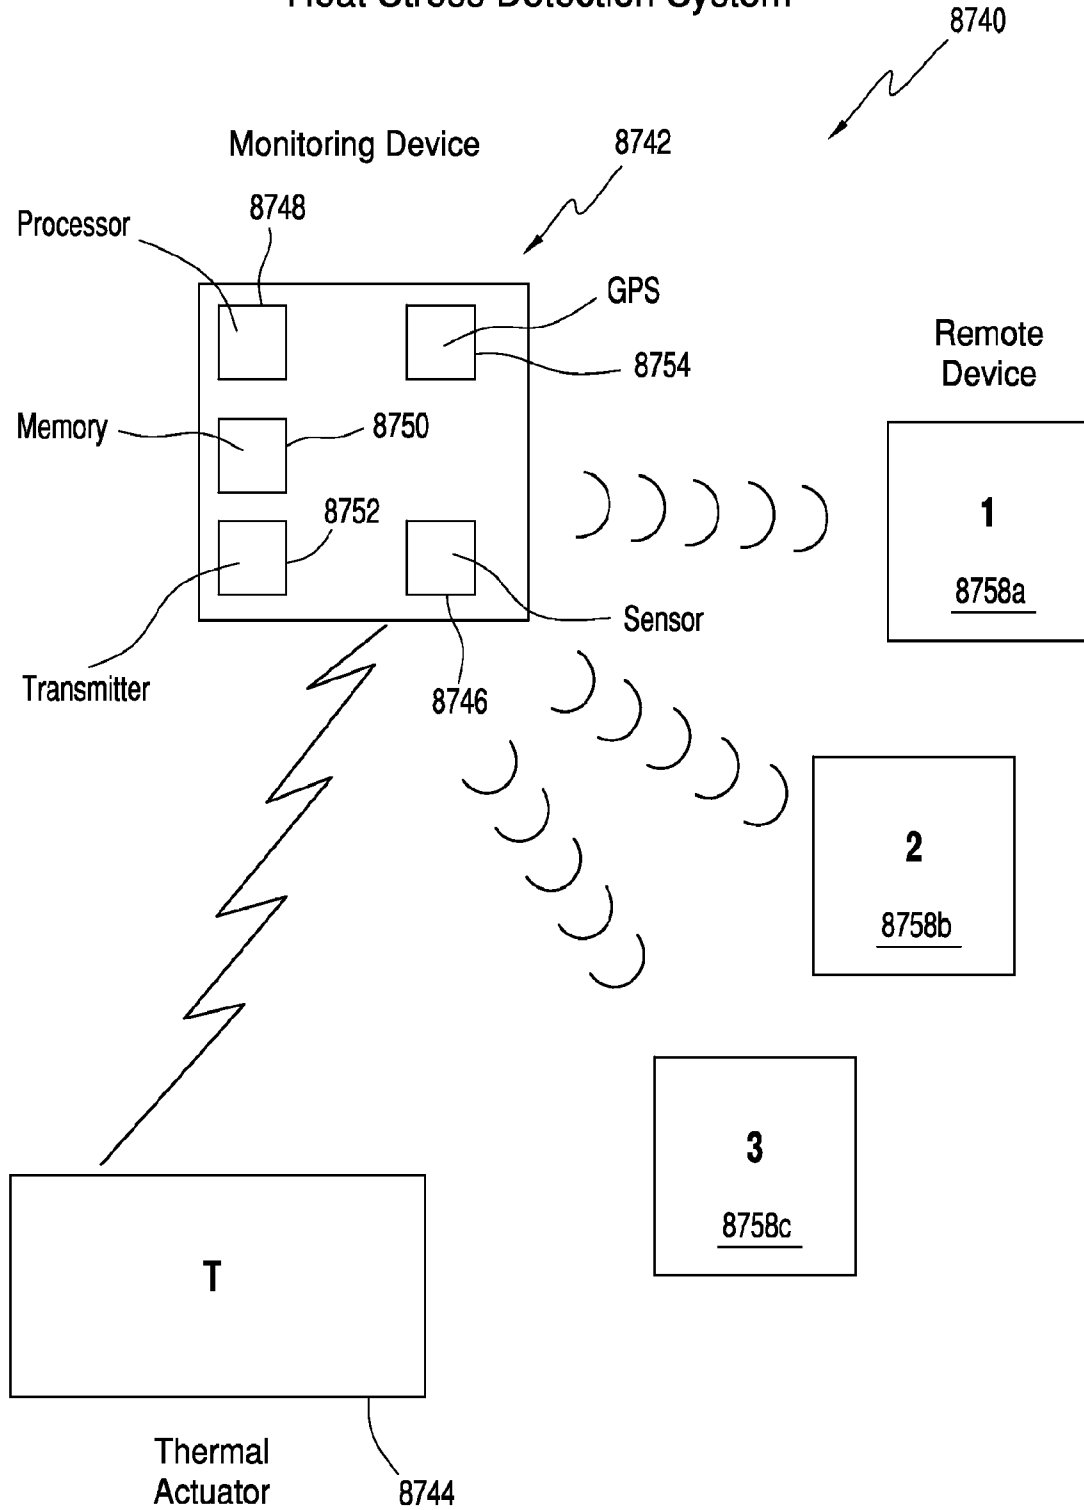 Heat Stress Detection System
8740
Monitoring Device
8742
8748
Processor
GPS
8754
Remote
Device
Memory
8750
1
8758a
8752
Sensor
Transmitter
8746
2
8758b
3
8758c
T
Thermal
Actuator
8744